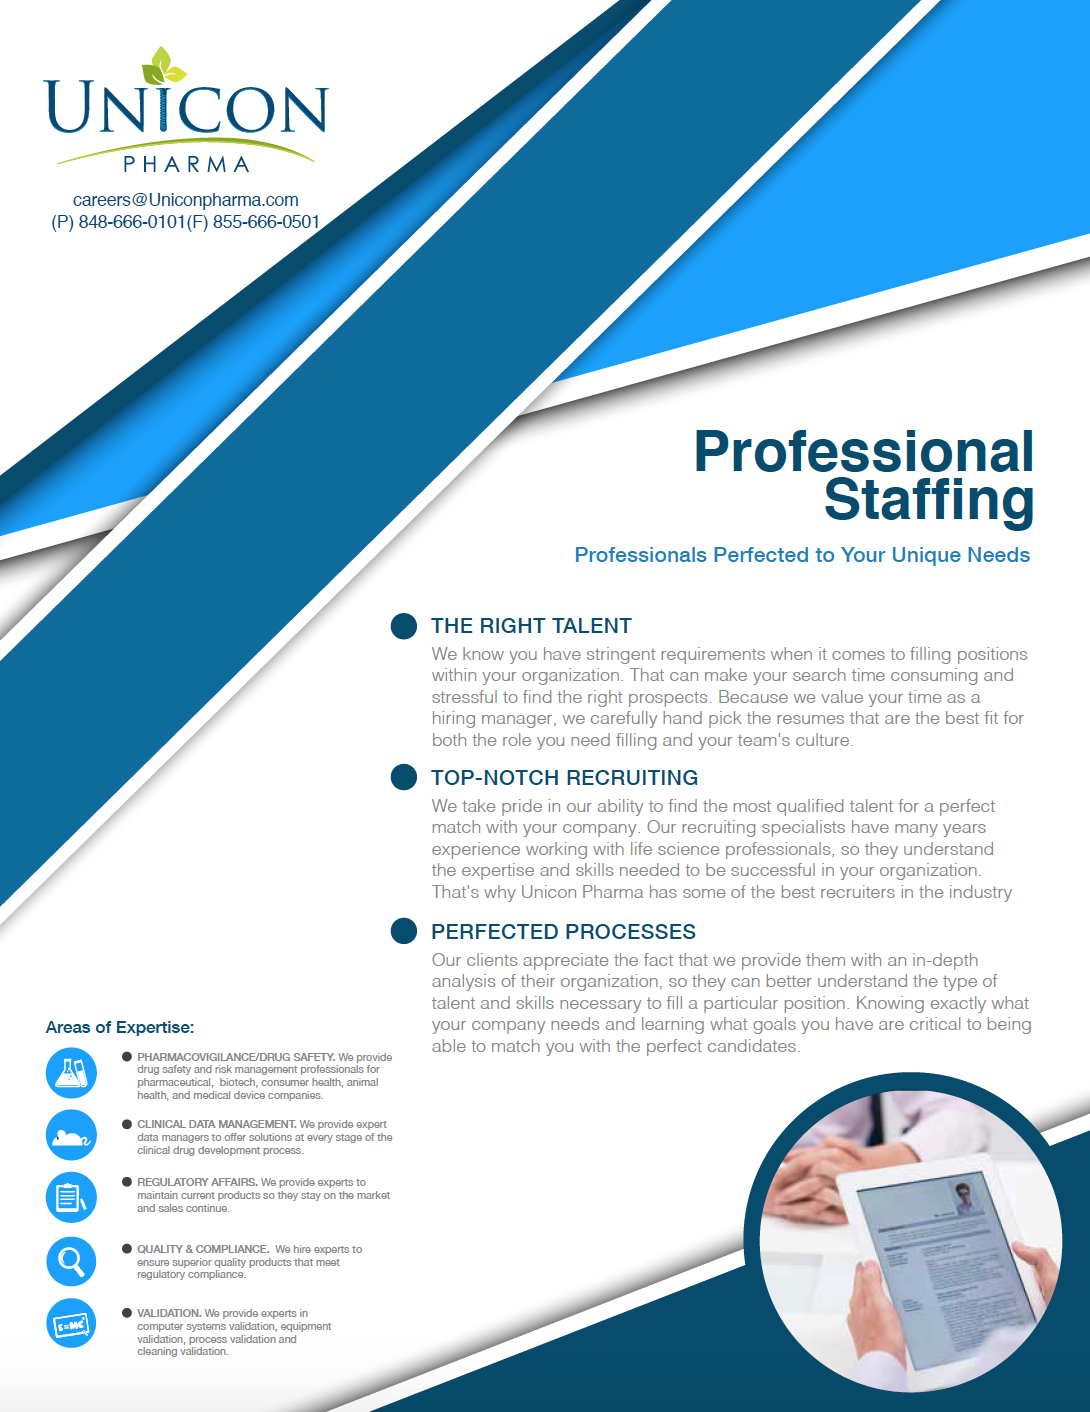 UNICON
PHARMA
careers@Uniconpharma.com
(P) 848-666-0101(F) 855-666-0501
Professional
Staffing
Professionals Perfected to Your Unique Needs
THE RIGHT TALENT
We know you have stringent requirements when it comes to filling positions
within your organization. That can make your search time consuming and
stressful to find the right prospects. Because we value your time as a
hiring manager, we carefully hand pick the resumes that are the best fit for
both the role you need filling and your team's culture.
TOP-NOTCH RECRUITING
We take pride in our ability to find the most qualified talent for a perfect
match with your company. Our recruiting specialists have many years
experience working with life science professionals, so they understand
the expertise and skills needed to be successful in your organization.
That's why Unicon Pharma has some of the best recruiters in the industry
PERFECTED PROCESSES
Our clients appreciate the fact that we provide them with an in-depth
analysis of their organization, so they can better understand the type of
talent and skills necessary to fill a particular position. Knowing exactly what
your company needs and learning what goals you have are critical to being
able to match you with the perfect candidates.
Areas of Expertise:
PHARMACOVIGILANCE/DRUG SAFETY. We provide
drug safety and risk management professionals for
pharmaceutical, biotech, consumer health, animal
health, and medical device companies.
CLINICAL DATA MANAGEMENT. We provide expert
data managers to offer solutions at every stage of the
clinical drug development process.
REGULATORY AFFAIRS. We provide experts to
maintain current products so they stay on the market
and sales continue.
QUALITY & COMPLIANCE. We hire experts to
ensure superior quality products that meet
regulatory compliance.
E=MC²
VALIDATION. We provide experts in
computer systems validation, equipment
validation, process validation and
cleaning validation.